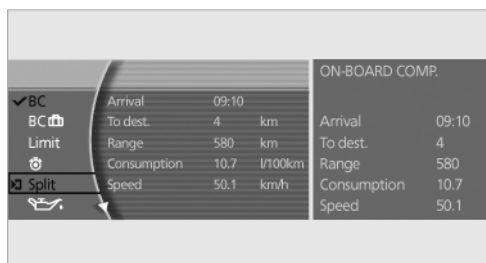 BC
BC
Limit
Split
Arrival 09:10
To dest. 4 km
Range 580 km
Consumption 10.7 l/100km
Speed 50.1 km/h
ON-BOARD COMP.
Arrival 09:10
To dest. 4
Range 580
Consumption 10.7
Speed 50.1